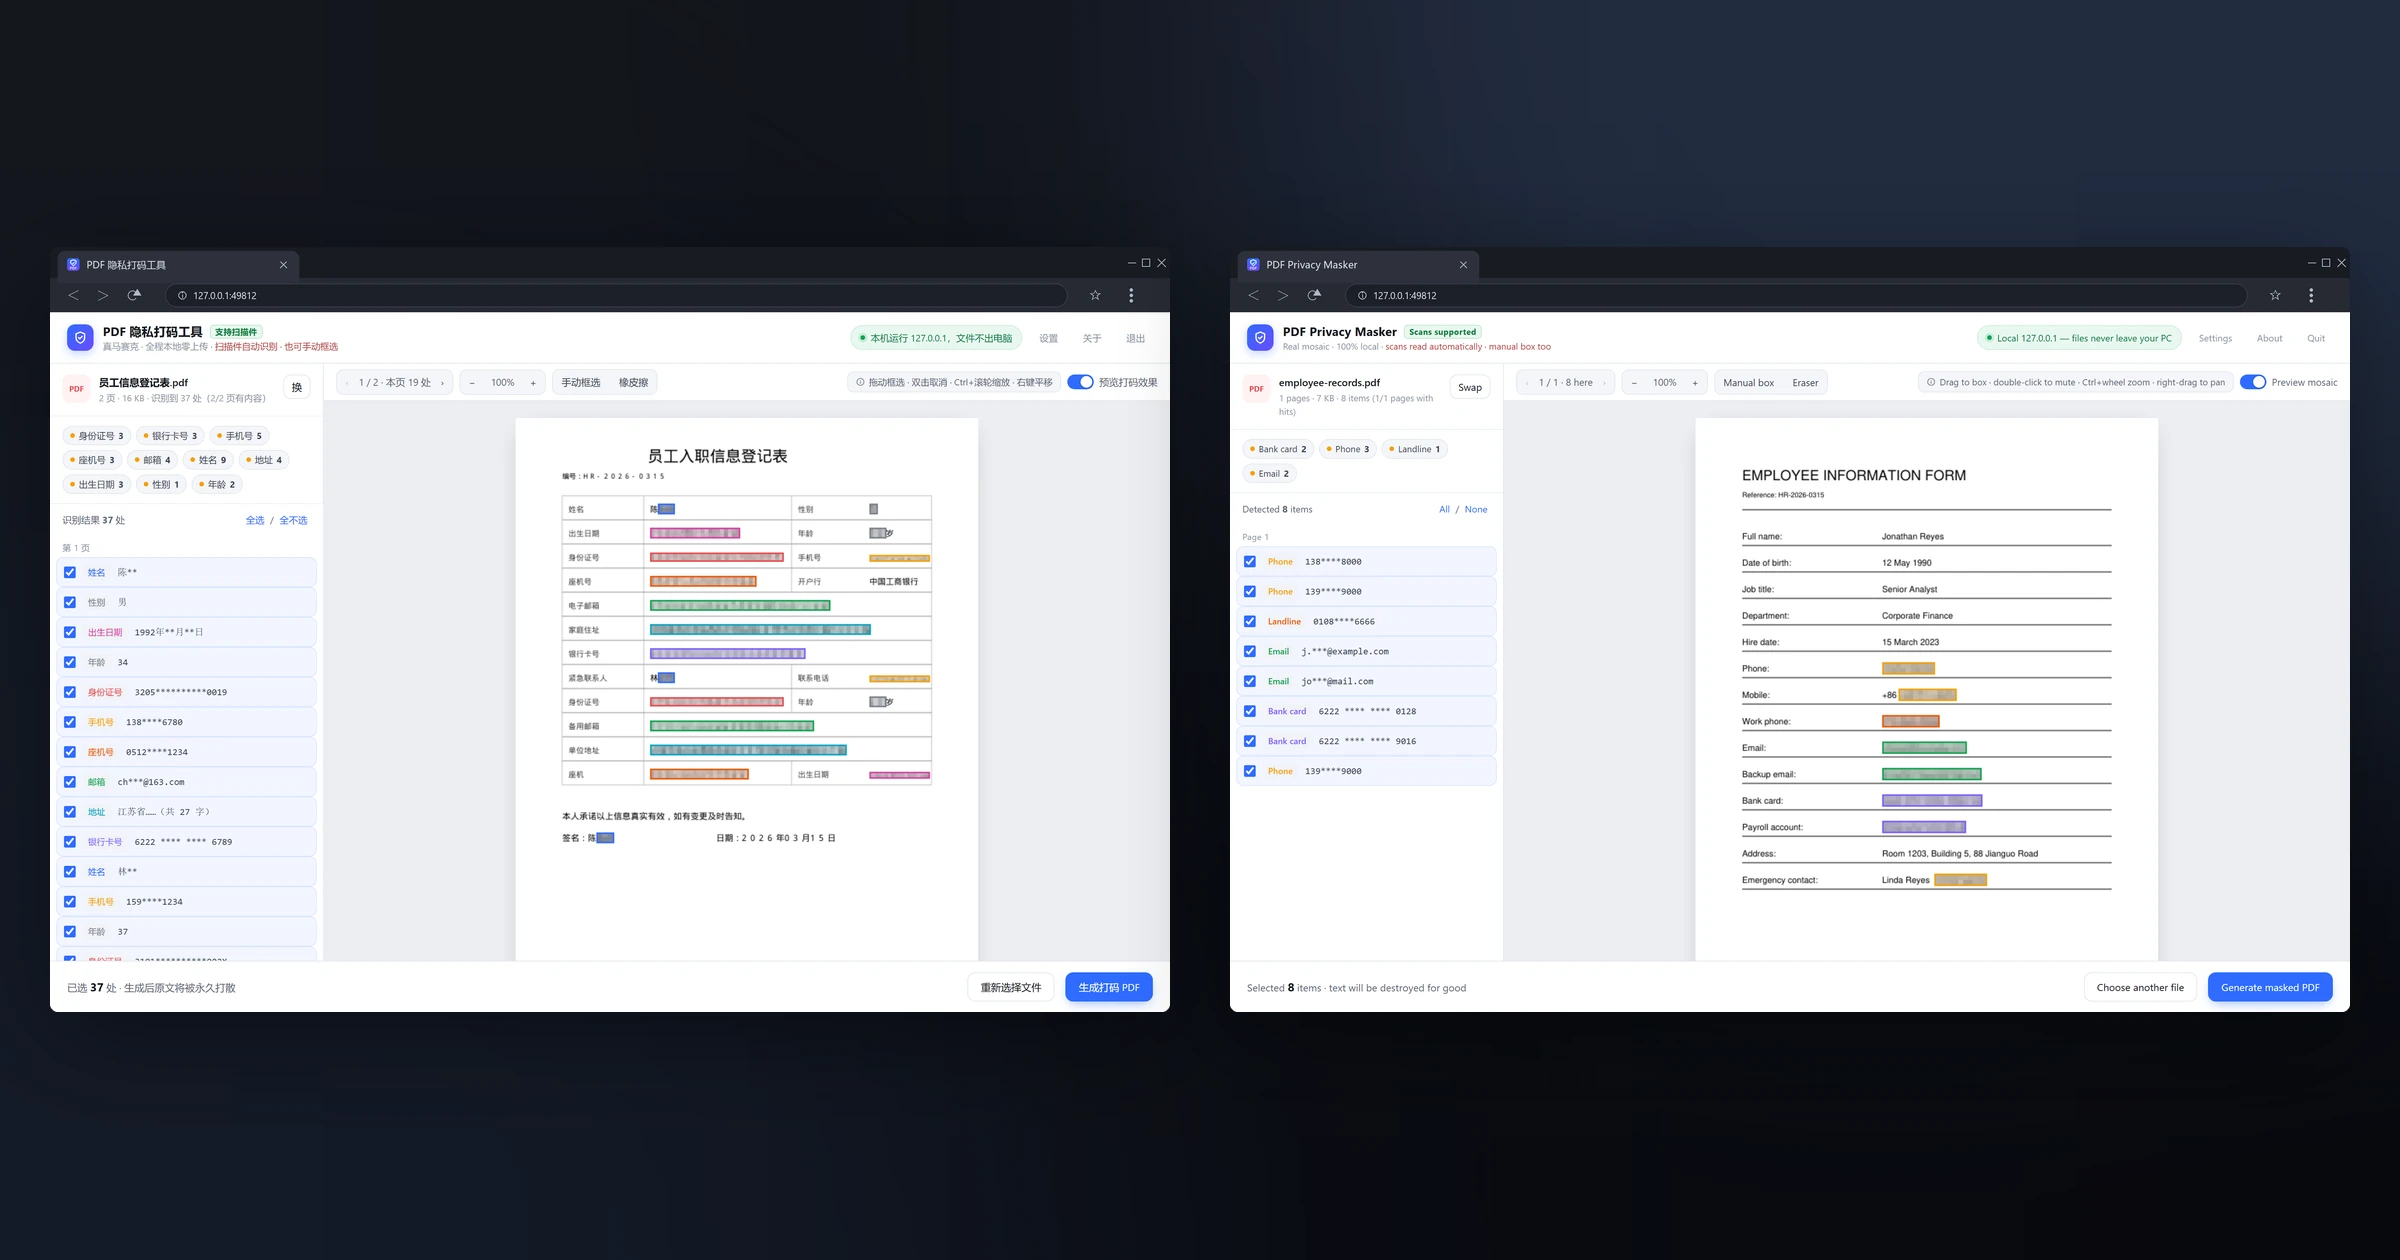 PDF 隐私打码工具
127.0.0.1:49812
PDF 隐私打码工具 支持扫描件
真马赛克 · 全程本地零上传 · 扫描件自动识别 · 也可手动框选
本机运行 127.0.0.1，文件不出电脑
设置
关于
退出
PDF
员工信息登记表.pdf
2 页 · 16 KB · 识别到 37 处（2/2 页有内容）
换
1 / 2 · 本页 19 处
100%
手动框选 橡皮擦
拖动框选 · 双击取消 · Ctrl+滚轮缩放 · 右键平移
预览打码效果
身份证号 3 银行卡号 3 手机号 5
座机号 3 邮箱 4 姓名 9 地址 4
出生日期 3 性别 1 年龄 2
识别结果 37 处 全选 / 全不选
第 1 页
姓名 陈**
性别 男
出生日期 1992年**月**日
年龄 34
身份证号 3205**********0019
手机号 138****6780
座机号 0512****1234
邮箱 ch***@163.com
地址 江苏省……（共 27 字）
银行卡号 6222 **** **** 6789
姓名 林**
手机号 159****1234
年龄 37
员工入职信息登记表
编号：HR-2026-0315
姓名 陈 性别
出生日期 年龄 岁
身份证号 手机号
座机号 开户行 中国工商银行
电子邮箱
家庭住址
银行卡号
紧急联系人 林 联系电话
身份证号 年龄 岁
备用邮箱
单位地址
座机 出生日期
本人承诺以上信息真实有效，如有变更及时告知。
签名：陈 日期：2026年03月15日
已选 37 处 · 生成后原文将被永久打散
重新选择文件
生成打码 PDF
PDF Privacy Masker
127.0.0.1:49812
PDF Privacy Masker Scans supported
Real mosaic · 100% local · scans read automatically · manual box too
Local 127.0.0.1 — files never leave your PC
Settings
About
Quit
PDF
employee-records.pdf
1 pages · 7 KB · 8 items (1/1 pages with
hits)
Swap
1 / 1 · 8 here
100%
Manual box Eraser
Drag to box · double-click to mute · Ctrl+wheel zoom · right-drag to pan
Preview mosaic
Bank card 2 Phone 3 Landline 1
Email 2
Detected 8 items All / None
Page 1
Phone 138****8000
Phone 139****9000
Landline 0108****6666
Email j.***@example.com
Email jo***@mail.com
Bank card 6222 **** **** 0128
Bank card 6222 **** **** 9016
Phone 139****9000
EMPLOYEE INFORMATION FORM
Reference: HR-2026-0315
Full name: Jonathan Reyes
Date of birth: 12 May 1990
Job title: Senior Analyst
Department: Corporate Finance
Hire date: 15 March 2023
Phone:
Mobile: +86
Work phone:
Email:
Backup email:
Bank card:
Payroll account:
Address: Room 1203, Building 5, 88 Jianguo Road
Emergency contact: Linda Reyes
Selected 8 items · text will be destroyed for good
Choose another file
Generate masked PDF